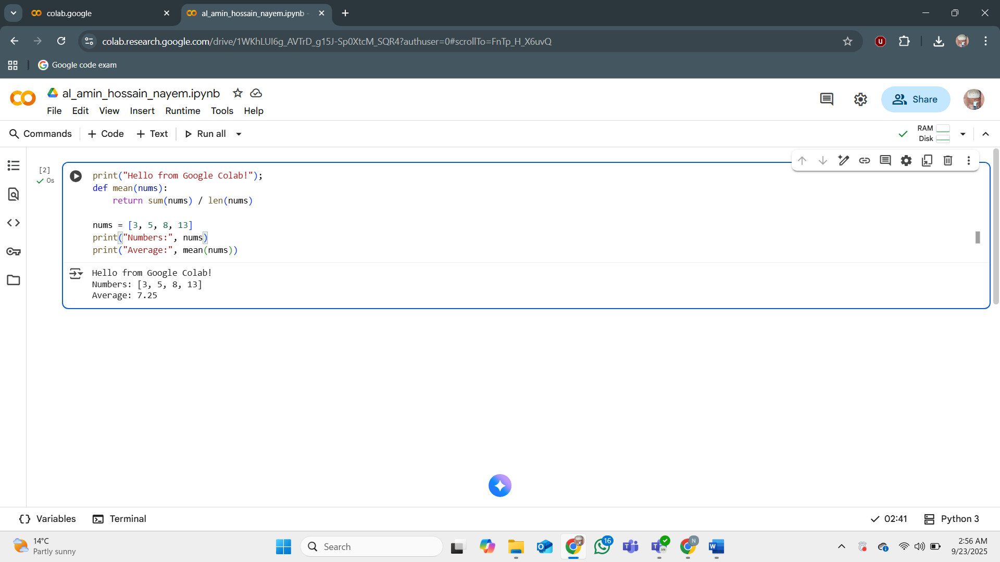 colab.google
al_amin_hossain_nayem.ipynb -
colab.research.google.com/drive/1WKhLUI6g_AVTrD_g15J-Sp0XtcM_SQR4?authuser=0#scrollTo=FnTp_H_X6uvQ
Google code exam
al_amin_hossain_nayem.ipynb
File Edit View Insert Runtime Tools Help
Share
Commands + Code + Text Run all
RAM
Disk
[2]
0s
print("Hello from Google Colab!");
def mean(nums):
    return sum(nums) / len(nums)
nums = [3, 5, 8, 13]
print("Numbers:", nums)
print("Average:", mean(nums))
Hello from Google Colab!
Numbers: [3, 5, 8, 13]
Average: 7.25
Variables Terminal
02:41 Python 3
14°C
Partly sunny
Search
16
N
AN
2:56 AM
9/23/2025